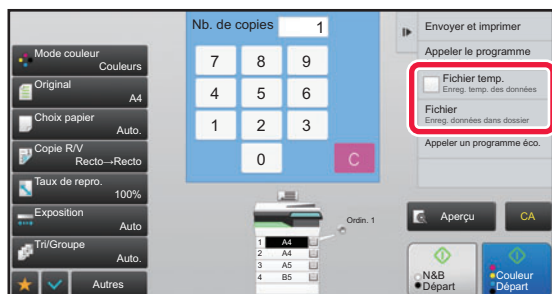 Nb. de copies 1
Mode couleur
Couleurs
Original
A4
Choix papier
Auto.
Copie R/V
Recto→Recto
Taux de repro.
100%
Exposition
Auto
Tri/Groupe
Auto.
Autres
7 8 9
4 5 6
1 2 3
0 C
Ordin. 1
1 A4
2 A4
3 A5
4 B5
Envoyer et imprimer
Appeler le programme
Fichier temp.
Enreg. temp. des données
Fichier
Enreg. données dans dossier
Appeler un programme éco.
Aperçu
CA
N&B
Départ
Couleur
Départ